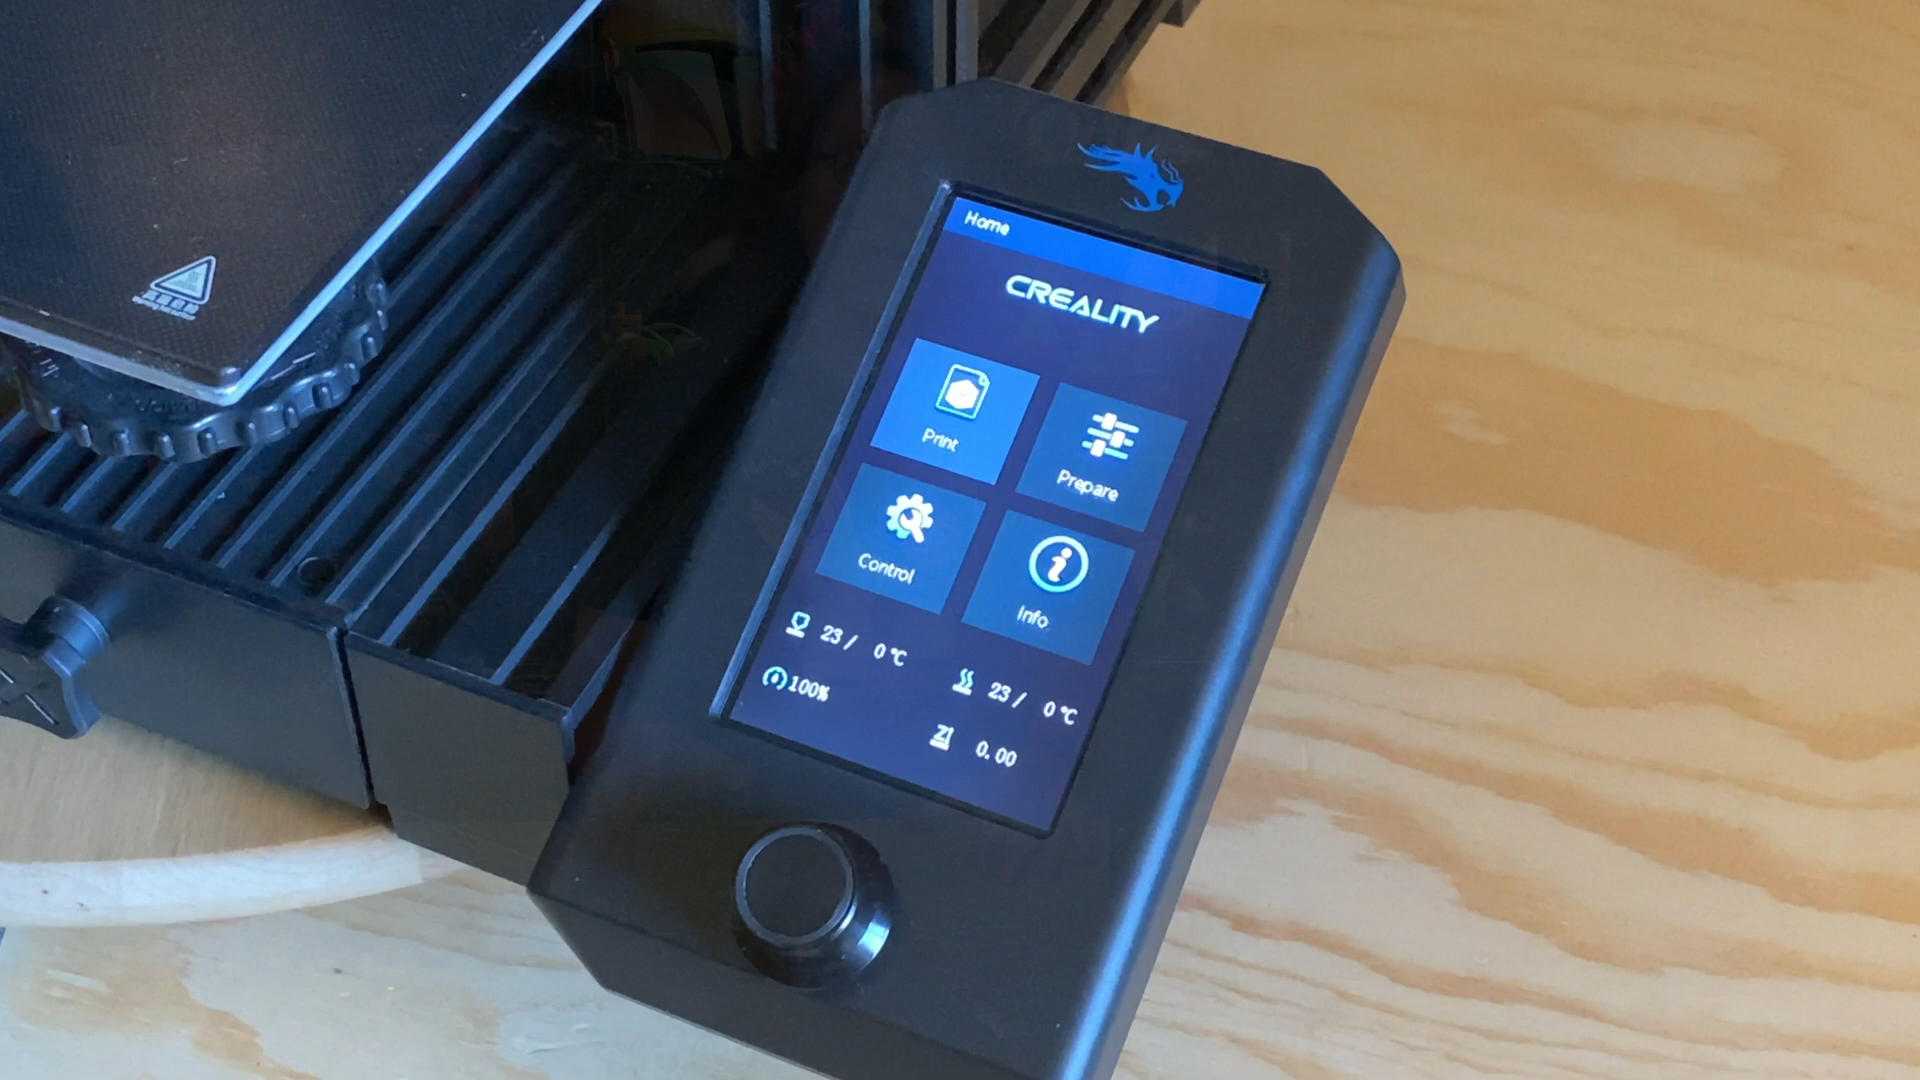 Home
CREALITY
Print
Prepare
Control
Info
23 / 0℃
23 / 0℃
100%
0.00